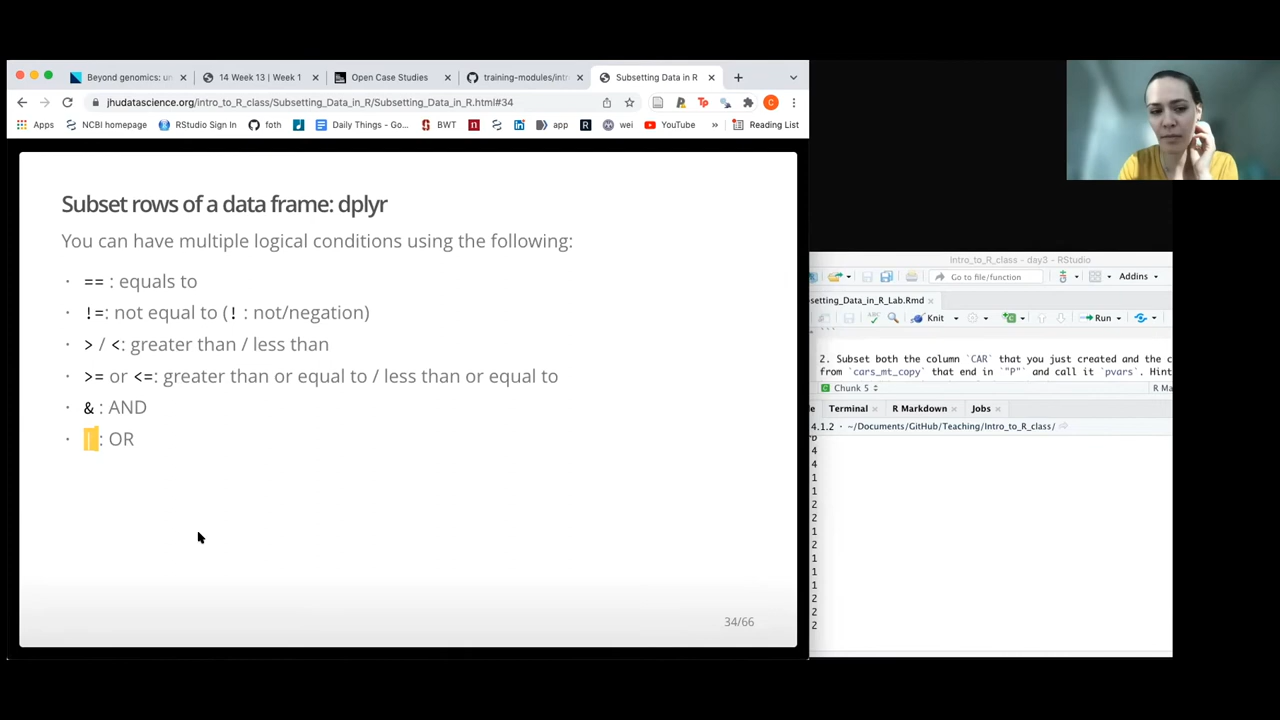 Beyond genomics: un
14 Week 13 | Week 1
Open Case Studies
training-modules/intr
Subsetting Data in R
jhudatascience.org/intro_to_R_class/Subsetting_Data_in_R/Subsetting_Data_in_R.html#34
Apps
NCBI homepage
RStudio Sign In
foth
Daily Things - Go...
BWT
app
wei
YouTube
»
Reading List
Subset rows of a data frame: dplyr
You can have multiple logical conditions using the following:
· == : equals to
· !=: not equal to (! : not/negation)
· > / <: greater than / less than
· >= or <=: greater than or equal to / less than or equal to
· & : AND
· | : OR
34/66
Intro_to_R_class - day3 - RStudio
Go to file/function
Addins
setting_Data_in_R_Lab.Rmd
Knit
Run
```
2. Subset both the column `CAR` that you just created and the c
from `cars_mt_copy` that end in `"P"` and call it `pvars`. Hint
Chunk 5
R Ma
le
Terminal
R Markdown
Jobs
4.1.2 · ~/Documents/GitHub/Teaching/Intro_to_R_class/
4
4
1
1
2
2
1
2
1
1
1
2
2
2